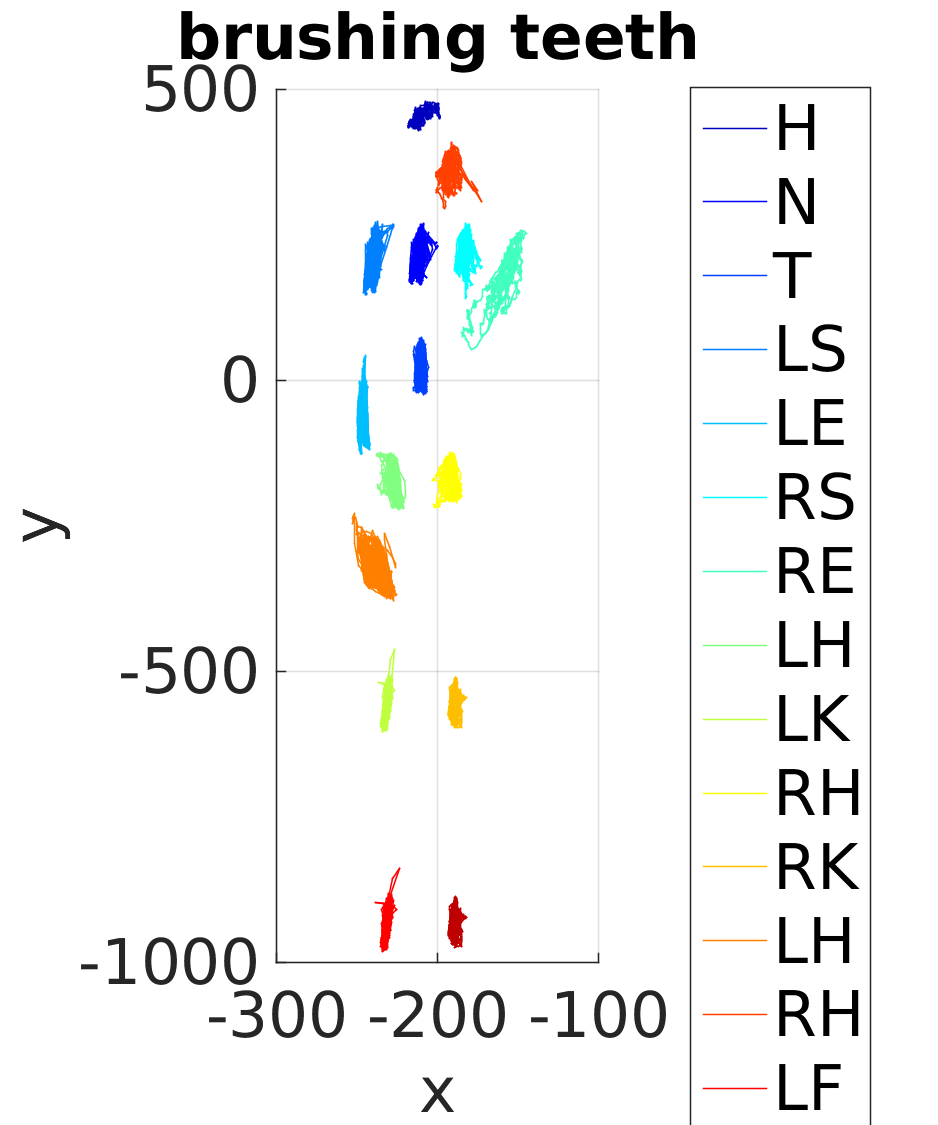 brushing teeth
500
0
-500
-1000
y
-300 -200 -100
x
H
N
T
LS
LE
RS
RE
LH
LK
RH
RK
LH
RH
LF